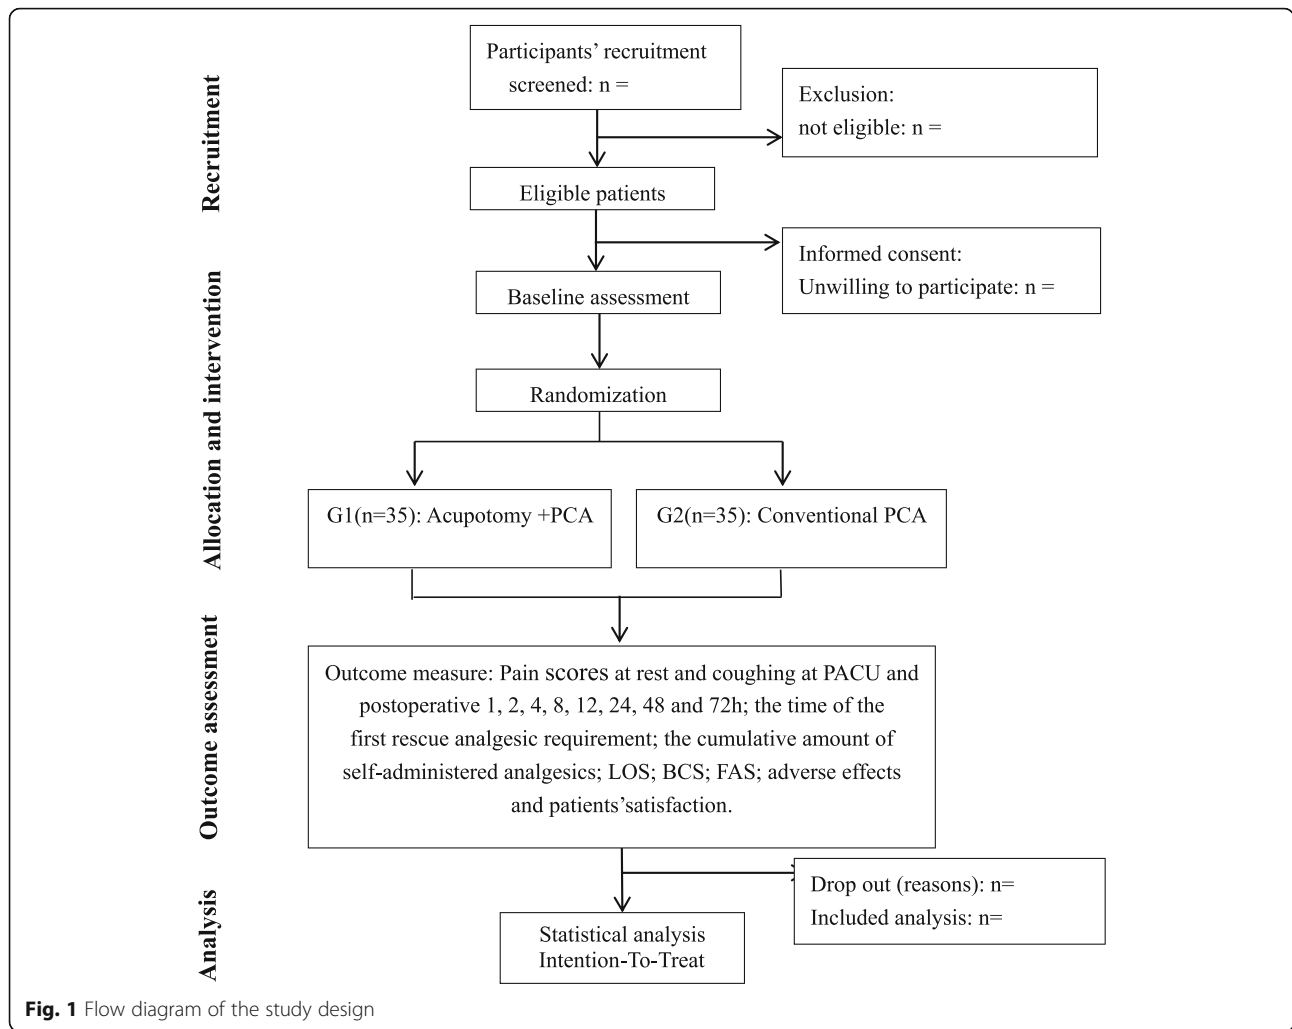 Recruitment
Participants’ recruitment
screened: n =
Exclusion:
not eligible: n =
Eligible patients
Informed consent:
Unwilling to participate: n =
Allocation and intervention
Baseline assessment
Randomization
G1(n=35): Acupotomy +PCA
G2(n=35): Conventional PCA
Outcome assessment
Outcome measure: Pain scores at rest and coughing at PACU and
postoperative 1, 2, 4, 8, 12, 24, 48 and 72h; the time of the
first rescue analgesic requirement; the cumulative amount of
self-administered analgesics; LOS; BCS; FAS; adverse effects
and patients’satisfaction.
Analysis
Drop out (reasons): n=
Included analysis: n=
Statistical analysis
Intention-To-Treat
Fig. 1 Flow diagram of the study design